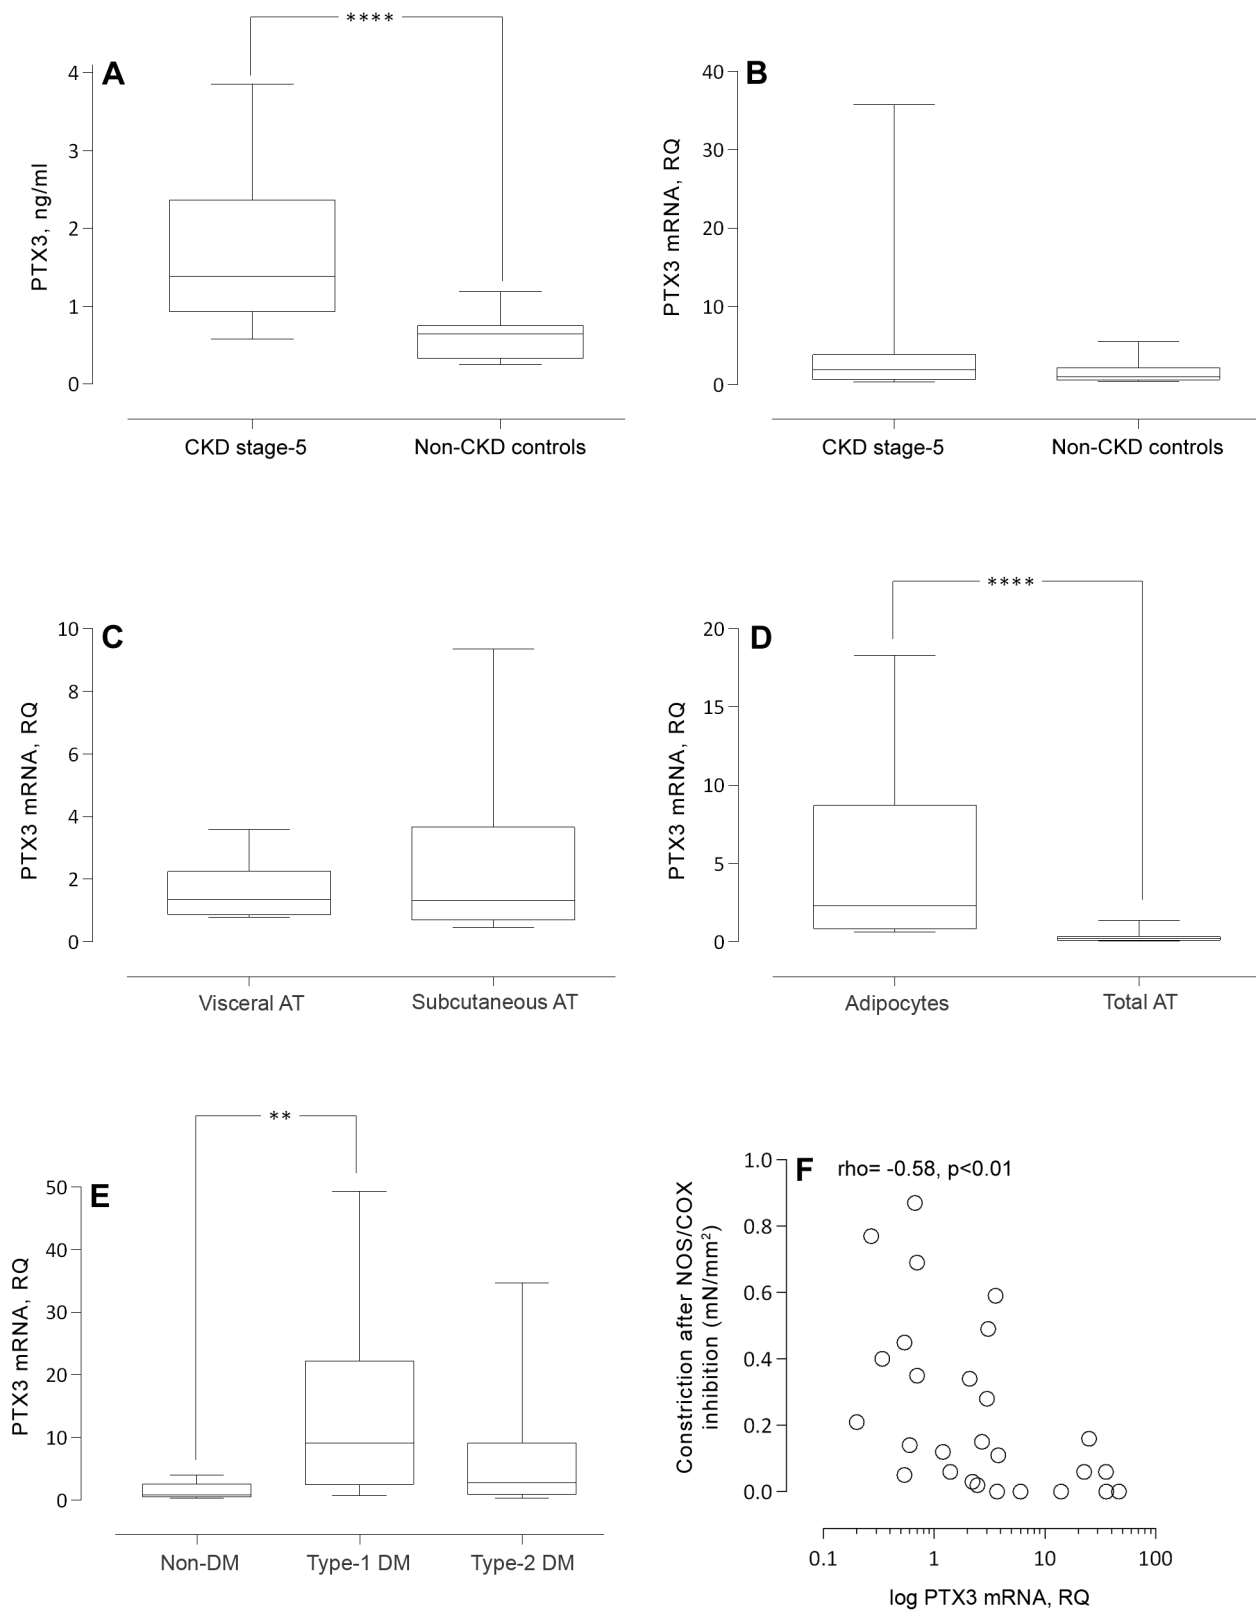 ****
A
PTX3, ng/ml
4
3
2
1
0
CKD stage-5
Non-CKD controls
B
PTX3 mRNA, RQ
40
30
20
10
0
CKD stage-5
Non-CKD controls
C
PTX3 mRNA, RQ
10
8
6
4
2
0
Visceral AT
Subcutaneous AT
****
D
PTX3 mRNA, RQ
20
15
10
5
0
Adipocytes
Total AT
**
E
PTX3 mRNA, RQ
50
40
30
20
10
0
Non-DM
Type-1 DM
Type-2 DM
F
rho= -0.58, p<0.01
Constriction after NOS/COX
inhibition (mN/mm²)
1.0
0.8
0.6
0.4
0.2
0.0
0.1
1
10
100
log PTX3 mRNA, RQ